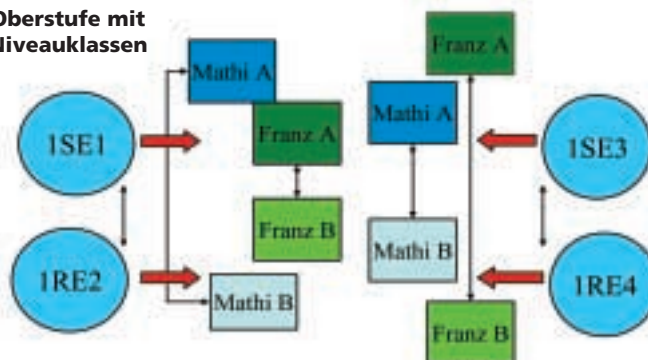 Oberstufe mit
Niveauklassen
Mathi A
Franz A
Franz B
Mathi B
1SE1
1RE2
Franz A
Mathi A
Mathi B
Franz B
1SE3
1RE4